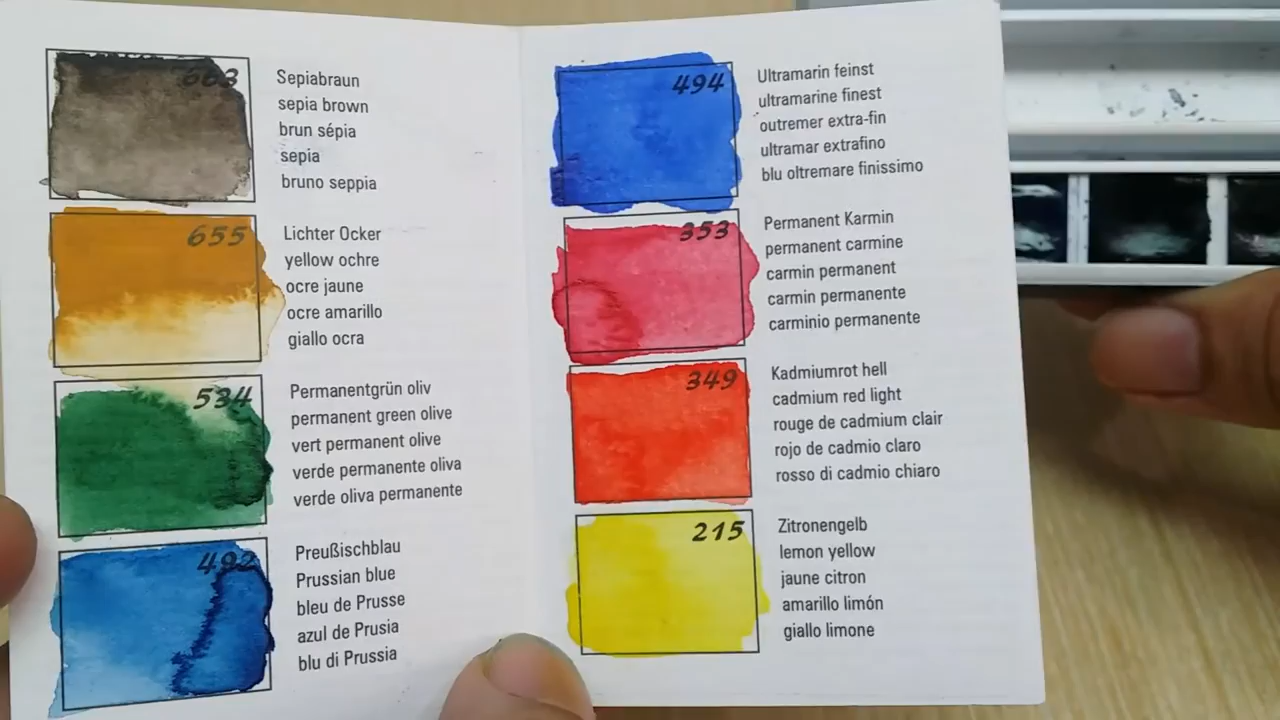 663
Sepiabraun
sepia brown
brun sépia
sepia
bruno seppia
655
Lichter Ocker
yellow ochre
ocre jaune
ocre amarillo
giallo ocra
534
Permanentgrün oliv
permanent green olive
vert permanent olive
verde permanente oliva
verde oliva permanente
492
Preußischblau
Prussian blue
bleu de Prusse
azul de Prusia
blu di Prussia
494
Ultramarin feinst
ultramarine finest
outremer extra-fin
ultramar extrafino
blu oltremare finissimo
353
Permanent Karmin
permanent carmine
carmin permanent
carmin permanente
carminio permanente
349
Kadmiumrot hell
cadmium red light
rouge de cadmium clair
rojo de cadmio claro
rosso di cadmio chiaro
215
Zitronengelb
lemon yellow
jaune citron
amarillo limón
giallo limone